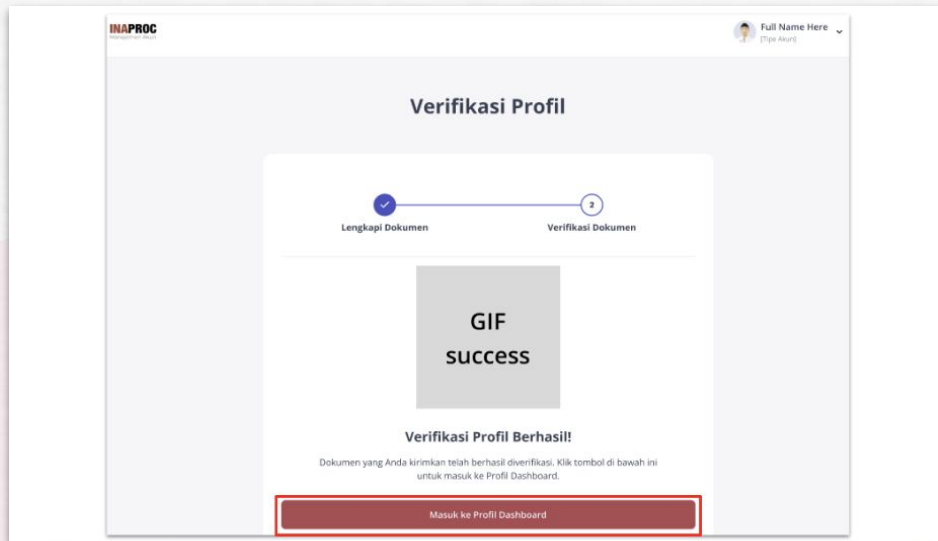 INAPROC
Manajemen Akun
Full Name Here
[Tipe Akun]
Verifikasi Profil
2
Lengkapi Dokumen
Verifikasi Dokumen
GIF
success
Verifikasi Profil Berhasil!
Dokumen yang Anda kirimkan telah berhasil diverifikasi. Klik tombol di bawah ini
untuk masuk ke Profil Dashboard.
Masuk ke Profil Dashboard